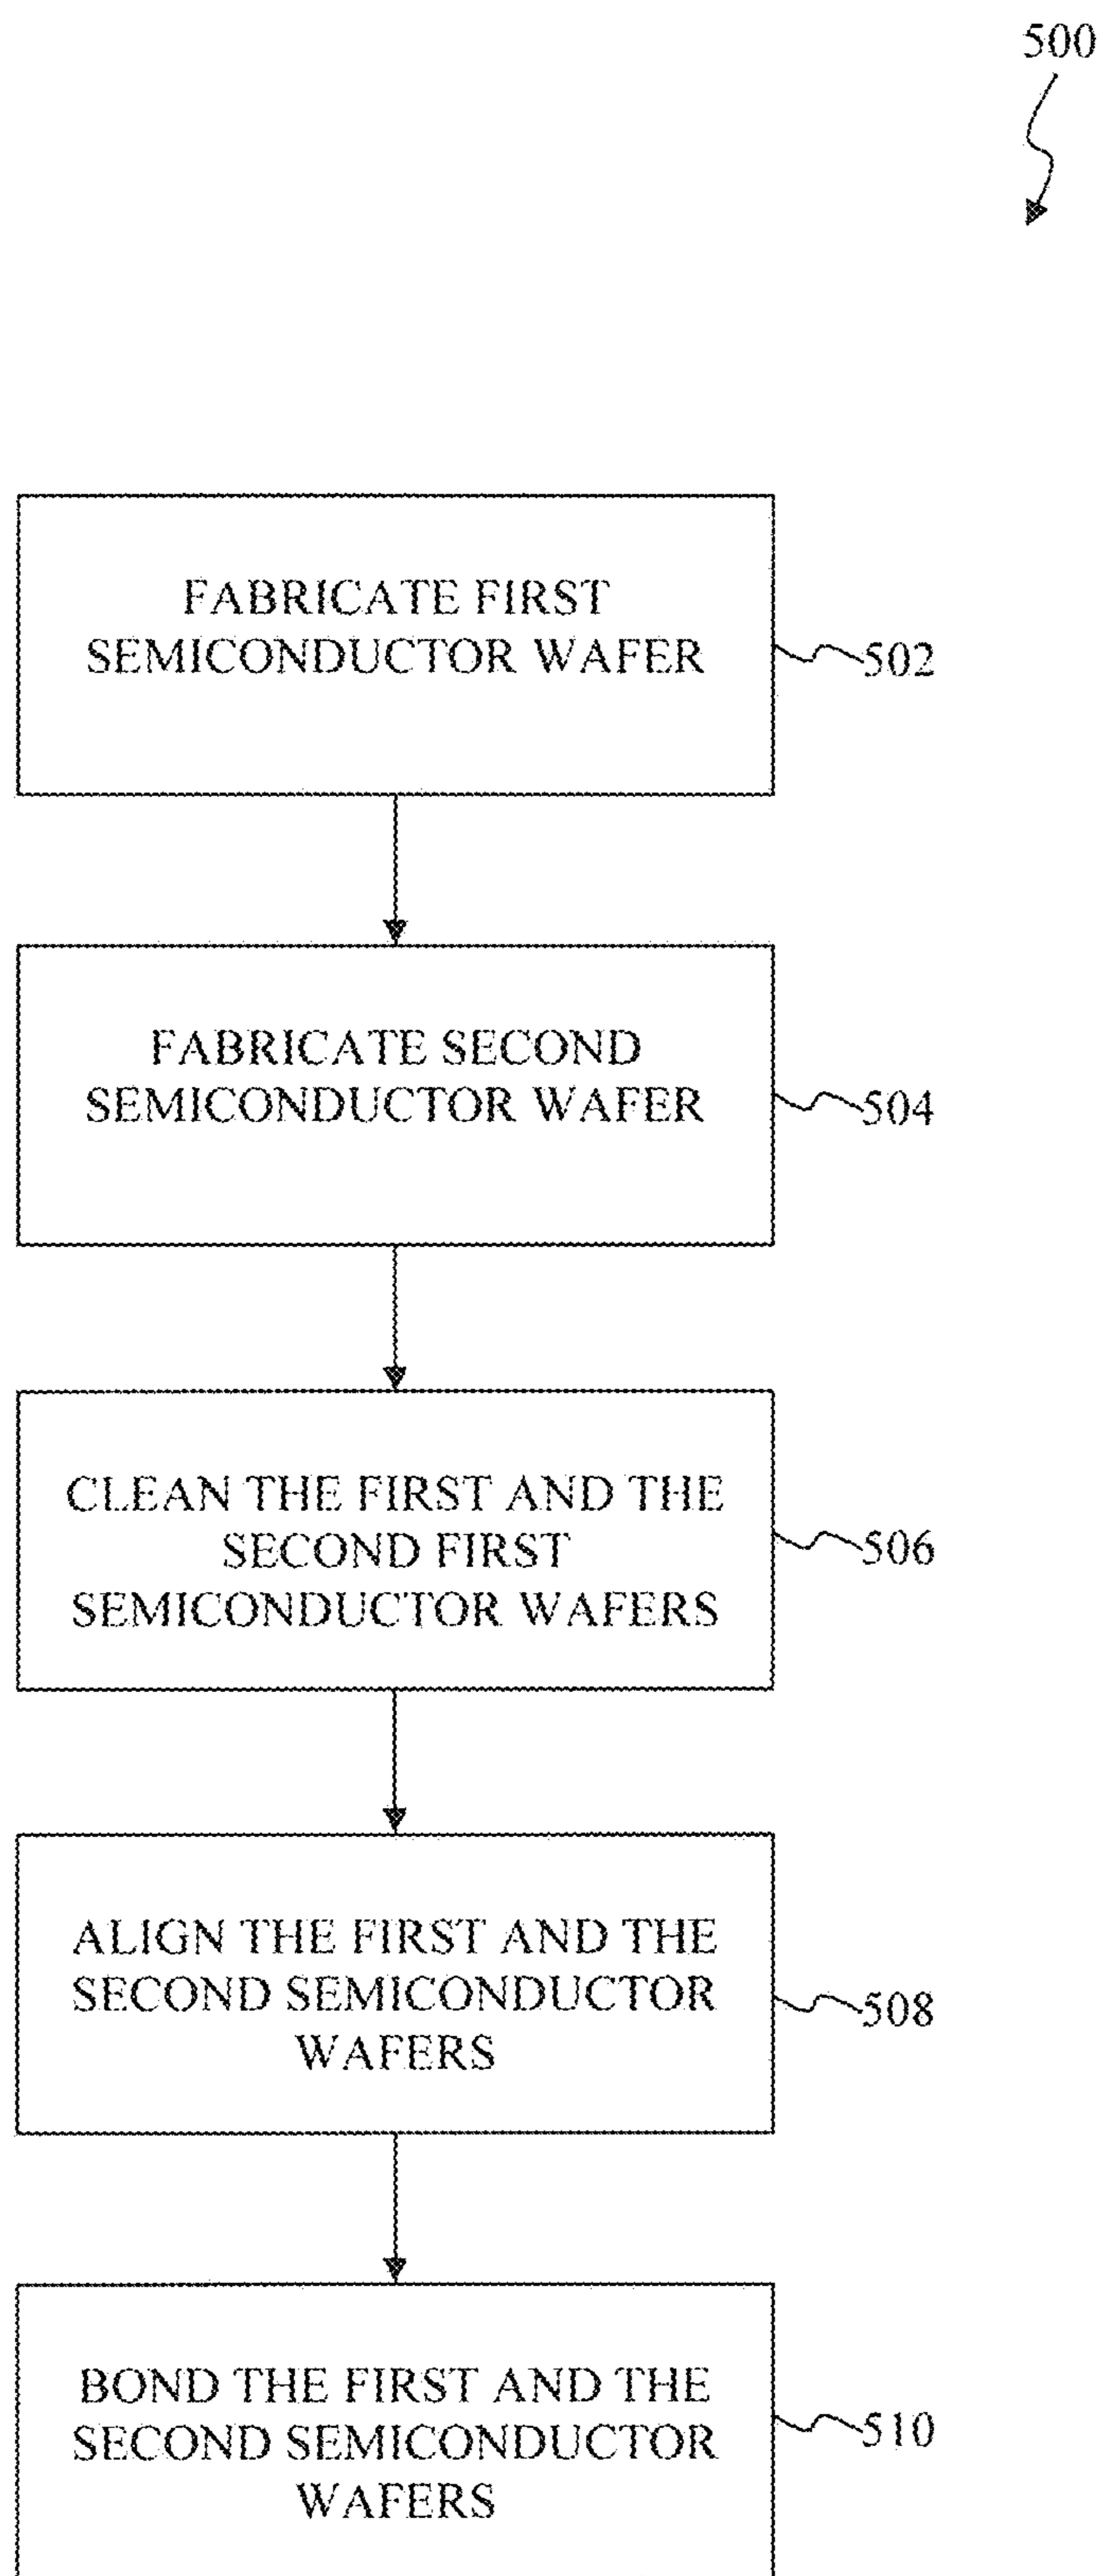 500
FABRICATE FIRST
SEMICONDUCTOR WAFER
502
FABRICATE SECOND
SEMICONDUCTOR WAFER
504
CLEAN THE FIRST AND THE
SECOND FIRST
SEMICONDUCTOR WAFERS
506
ALIGN THE FIRST AND THE
SECOND SEMICONDUCTOR
WAFERS
508
BOND THE FIRST AND THE
SECOND SEMICONDUCTOR
WAFERS
510